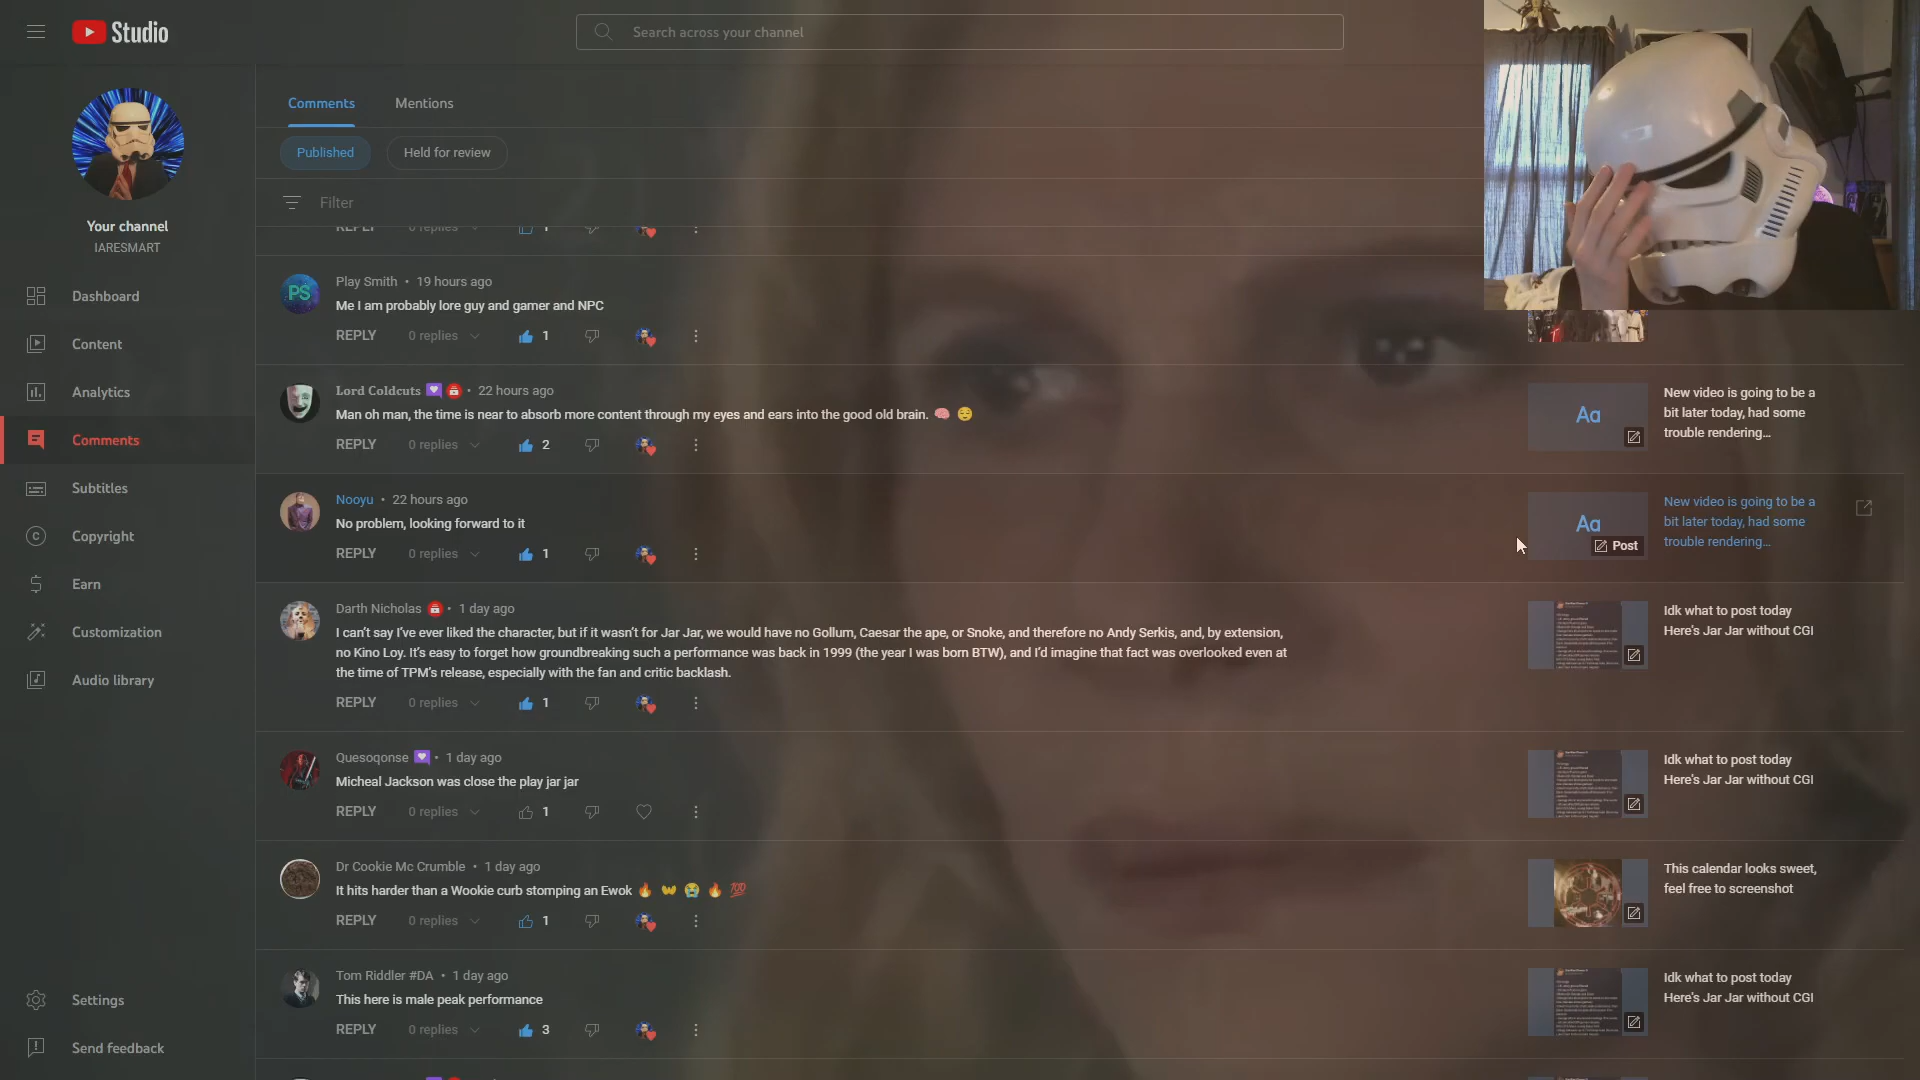 Studio
Search across your channel
Your channel
IARESMART
Dashboard
Content
Analytics
Comments
Subtitles
Copyright
Earn
Customization
Audio library
Settings
Send feedback
Comments
Mentions
Published
Held for review
Filter
REPLY 0 replies 1
PS
Play Smith • 19 hours ago
Me I am probably lore guy and gamer and NPC
REPLY 0 replies 1
Lord Coldcuts • 22 hours ago
Man oh man, the time is near to absorb more content through my eyes and ears into the good old brain. 🧠 😌
REPLY 0 replies 2
Aa
New video is going to be a
bit later today, had some
trouble rendering…
Nooyu • 22 hours ago
No problem, looking forward to it
REPLY 0 replies 1
Aa
Post
New video is going to be a
bit later today, had some
trouble rendering…
Darth Nicholas • 1 day ago
I can't say I've ever liked the character, but if it wasn't for Jar Jar, we would have no Gollum, Caesar the ape, or Snoke, and therefore no Andy Serkis, and, by extension,
no Kino Loy. It's easy to forget how groundbreaking such a performance was back in 1999 (the year I was born BTW), and I'd imagine that fact was overlooked even at
the time of TPM's release, especially with the fan and critic backlash.
REPLY 0 replies 1
Idk what to post today
Here's Jar Jar without CGI
Quesoqonse • 1 day ago
Micheal Jackson was close the play jar jar
REPLY 0 replies 1
Idk what to post today
Here's Jar Jar without CGI
Dr Cookie Mc Crumble • 1 day ago
It hits harder than a Wookie curb stomping an Ewok 🔥 👐 😭 🔥 💯
REPLY 0 replies 1
This calendar looks sweet,
feel free to screenshot
Tom Riddler #DA • 1 day ago
This here is male peak performance
REPLY 0 replies 3
Idk what to post today
Here's Jar Jar without CGI